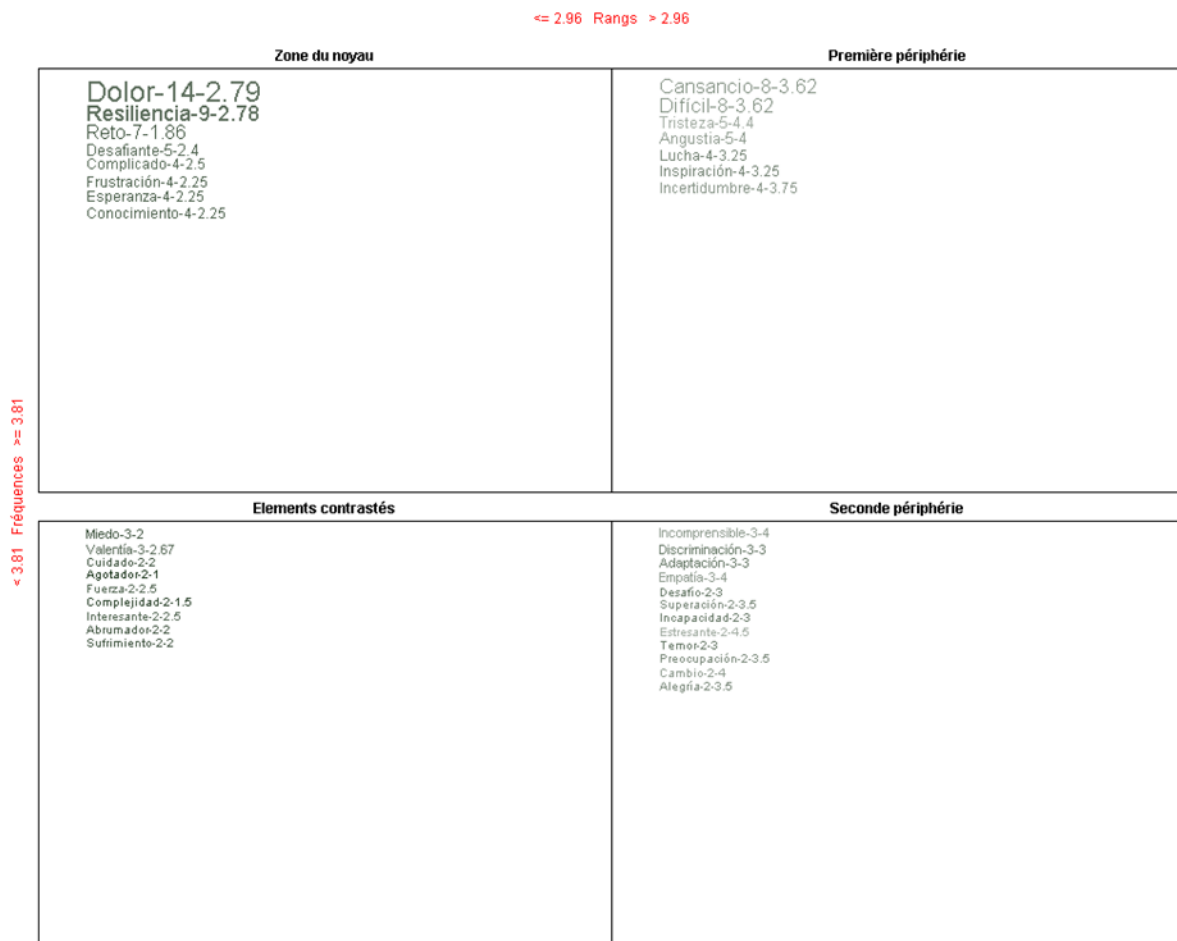 <= 2.96 Rangs > 2.96
Zone du noyau
Dolor-14-2.79
Resiliencia-9-2.78
Reto-7-1.86
Desafiante-5-2.4
Complicado-4-2.5
Frustración-4-2.25
Esperanza-4-2.25
Conocimiento-4-2.25
Première périphérie
Cansancio-8-3.62
Difícil-8-3.62
Tristeza-5-4.4
Angustia-5-4
Lucha-4-3.25
Inspiración-4-3.25
Incertidumbre-4-3.75
< 3.81 Fréquences >= 3.81
Elements contrastés
Miedo-3-2
Valentía-3-2.67
Cuidado-2-2
Agotador-2-1
Fuerza-2-2.5
Complejidad-2-1.5
Interesante-2-2.5
Abrumador-2-2
Sufrimiento-2-2
Seconde périphérie
Incomprensible-3-4
Discriminación-3-3
Adaptación-3-3
Empatía-3-4
Desafío-2-3
Superación-2-3.5
Incapacidad-2-3
Estresante-2-4.5
Temor-2-3
Preocupación-2-3.5
Cambio-2-4
Alegría-2-3.5